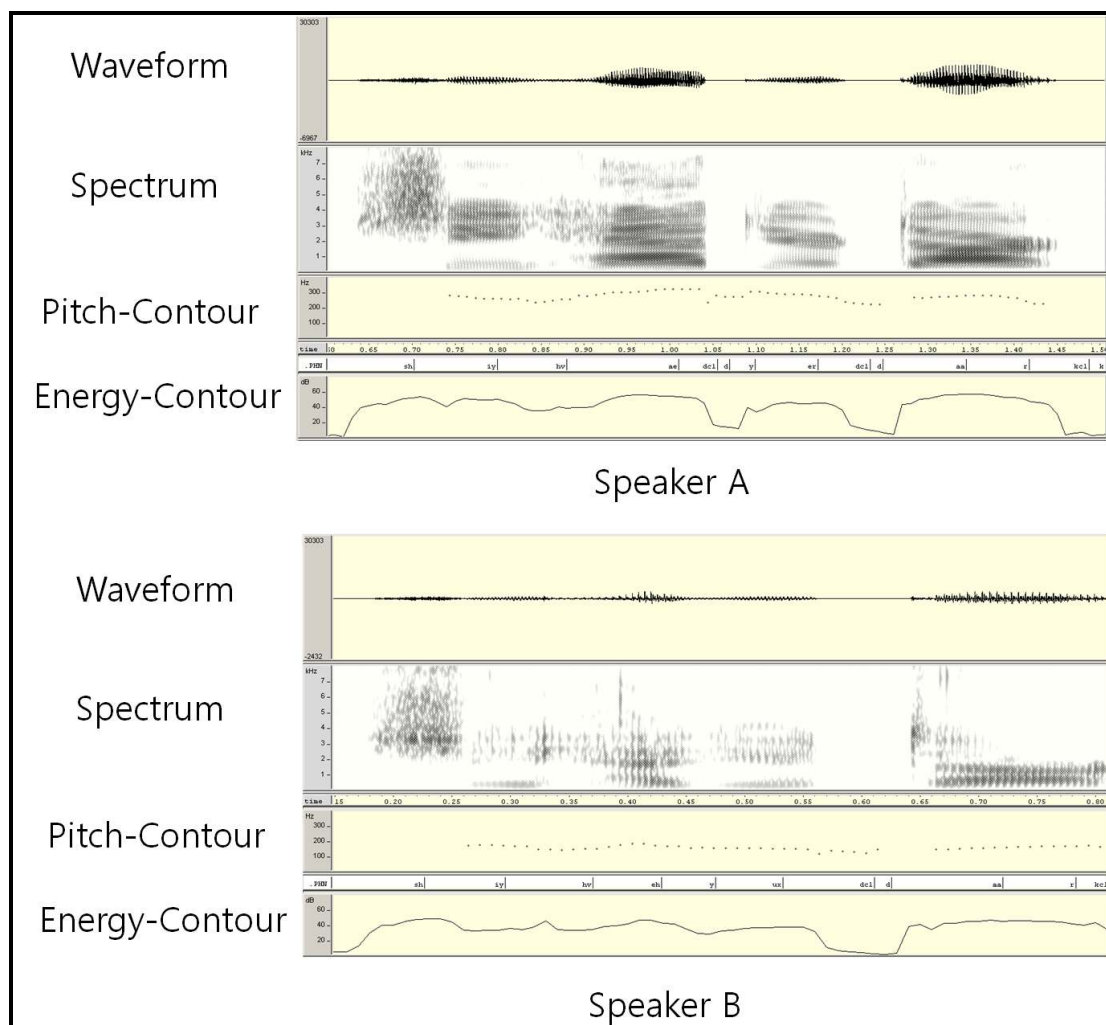 Waveform
30303
-6967
Spectrum
kHz
7
6
5
4
3
2
1
Pitch-Contour
Hz
300
200
100
time 60 0.65 0.70 0.75 0.80 0.85 0.90 0.95 1.00 1.05 1.10 1.15 1.20 1.25 1.30 1.35 1.40 1.45 1.50
.PHN sh iy hv ae dcl d y er dcl d aa r kcl k
Energy-Contour
dB
60
40
20
Speaker A
Waveform
30303
-2432
Spectrum
kHz
7
6
5
4
3
2
1
time 15 0.20 0.25 0.30 0.35 0.40 0.45 0.50 0.55 0.60 0.65 0.70 0.75 0.80
Pitch-Contour
Hz
300
200
100
.PHN sh iy hv eh y ux dcl d aa r kcl
Energy-Contour
dB
60
40
20
Speaker B